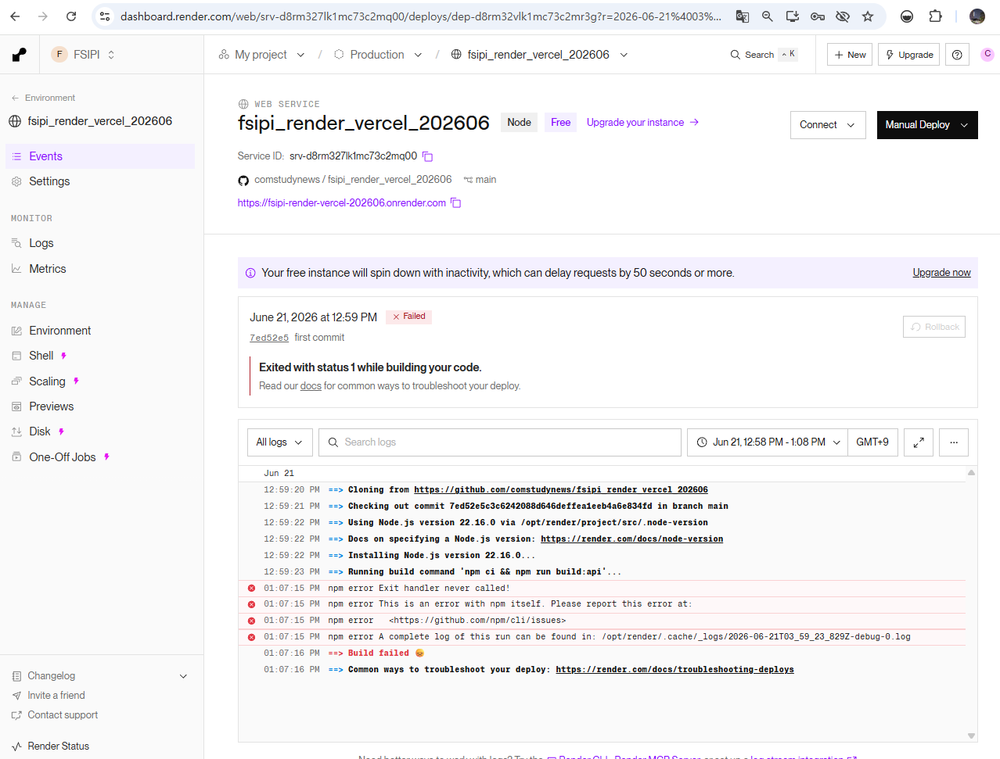 dashboard.render.com/web/srv-d8rm327lk1mc73c2mq00/deploys/dep-d8rm32vlk1mc73c2mr3g?r=2026-06-21%4003%...
F FSIPI
My project / Production / fsipi_render_vercel_202606
Search ^ K
+ New
Upgrade
C
← Environment
fsipi_render_vercel_202606
Events
Settings
MONITOR
Logs
Metrics
MANAGE
Environment
Shell
Scaling
Previews
Disk
One-Off Jobs
Changelog
Invite a friend
Contact support
Render Status
WEB SERVICE
fsipi_render_vercel_202606 Node Free Upgrade your instance →
Connect
Manual Deploy
Service ID: srv-d8rm327lk1mc73c2mq00
comstudynews / fsipi_render_vercel_202606 main
https://fsipi-render-vercel-202606.onrender.com
Your free instance will spin down with inactivity, which can delay requests by 50 seconds or more. Upgrade now
June 21, 2026 at 12:59 PM × Failed
7ed52e5 first commit
Rollback
Exited with status 1 while building your code.
Read our docs for common ways to troubleshoot your deploy.
All logs
Search logs
Jun 21, 12:58 PM - 1:08 PM
GMT+9
...
Jun 21
12:59:20 PM ==> Cloning from https://github.com/comstudynews/fsipi_render_vercel_202606
12:59:21 PM ==> Checking out commit 7ed52e5c3c6242088d646deffea1eeb4a6e834fd in branch main
12:59:22 PM ==> Using Node.js version 22.16.0 via /opt/render/project/src/.node-version
12:59:22 PM ==> Docs on specifying a Node.js version: https://render.com/docs/node-version
12:59:22 PM ==> Installing Node.js version 22.16.0...
12:59:23 PM ==> Running build command 'npm ci && npm run build:api'...
01:07:15 PM npm error Exit handler never called!
01:07:15 PM npm error This is an error with npm itself. Please report this error at:
01:07:15 PM npm error   <https://github.com/npm/cli/issues>
01:07:15 PM npm error A complete log of this run can be found in: /opt/render/.cache/_logs/2026-06-21T03_59_23_829Z-debug-0.log
01:07:16 PM ==> Build failed 😡
01:07:16 PM ==> Common ways to troubleshoot your deploy: https://render.com/docs/troubleshooting-deploys